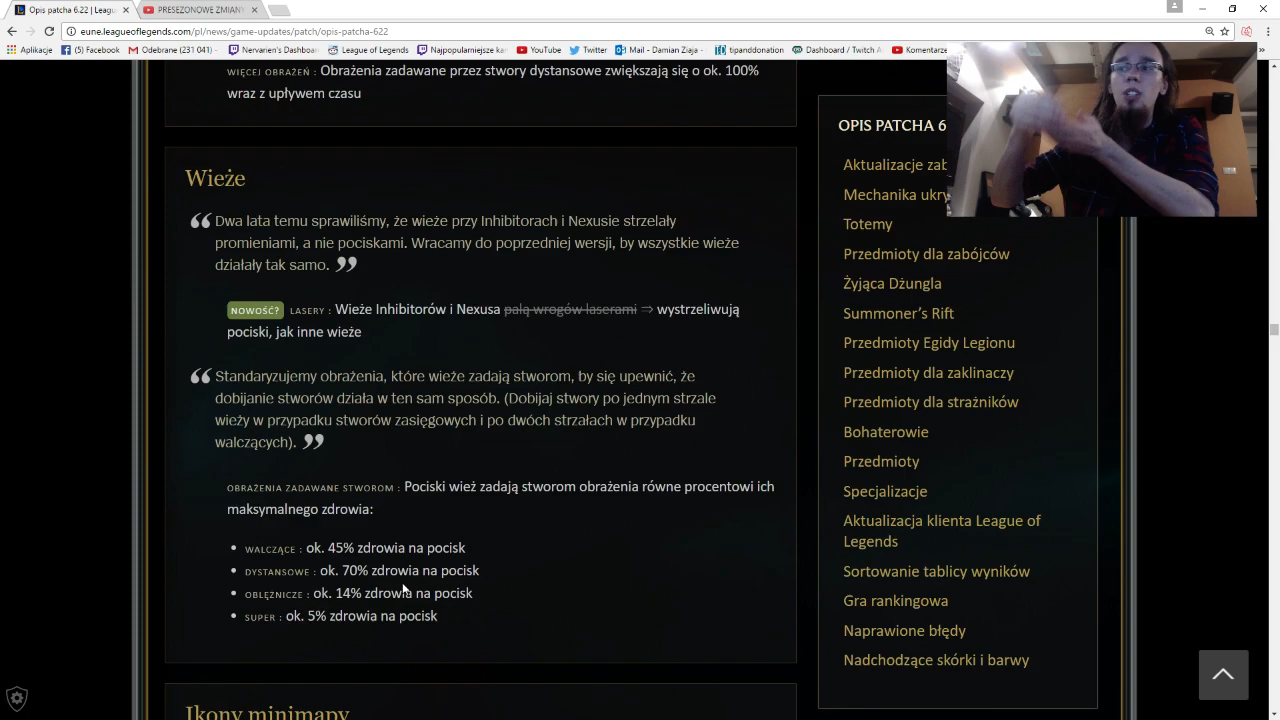 Opis patch 6.22 | Leagu
PRESEZONOWE ZMIAN
eune.leagueoflegends.com/pl/news/game-updates/patch/opis-patcha-622
Aplikacje
(5) Facebook
Odebrane (231 041)
Nervarien's Dashboa
League of Legends
Najpopularniejsze kan
YouTube
Twitter
Mail - Damian Ziaja
tipanddonation
Dashboard / Twitch
Komentarze
WIĘCEJ OBRAŻEŃ : Obrażenia zadawane przez stwory dystansowe zwiększają się o ok. 100%
wraz z upływem czasu
Wieże
Dwa lata temu sprawiliśmy, że wieże przy Inhibitorach i Nexusie strzelały
promieniami, a nie pociskami. Wracamy do poprzedniej wersji, by wszystkie wieże
działały tak samo.
NOWOŚĆ? LASERY : Wieże Inhibitorów i Nexusa palą wrogów laserami ⇒ wystrzeliwują
pociski, jak inne wieże
Standaryzujemy obrażenia, które wieże zadają stworom, by się upewnić, że
dobijanie stworów działa w ten sam sposób. (Dobijaj stwory po jednym strzale
wieży w przypadku stworów zasięgowych i po dwóch strzałach w przypadku
walczących).
OBRAŻENIA ZADAWANE STWOROM : Pociski wież zadają stworom obrażenia równe procentowi ich
maksymalnego zdrowia:
• WALCZĄCE : ok. 45% zdrowia na pocisk
• DYSTANSOWE : ok. 70% zdrowia na pocisk
• OBLĘŻNICZE : ok. 14% zdrowia na pocisk
• SUPER : ok. 5% zdrowia na pocisk
Ikony minimapy
OPIS PATCHA 6
Aktualizacje zab
Mechanika ukry
Totemy
Przedmioty dla zabójców
Żyjąca Dżungla
Summoner's Rift
Przedmioty Egidy Legionu
Przedmioty dla zaklinaczy
Przedmioty dla strażników
Bohaterowie
Przedmioty
Specjalizacje
Aktualizacja klienta League of
Legends
Sortowanie tablicy wyników
Gra rankingowa
Naprawione błędy
Nadchodzące skórki i barwy